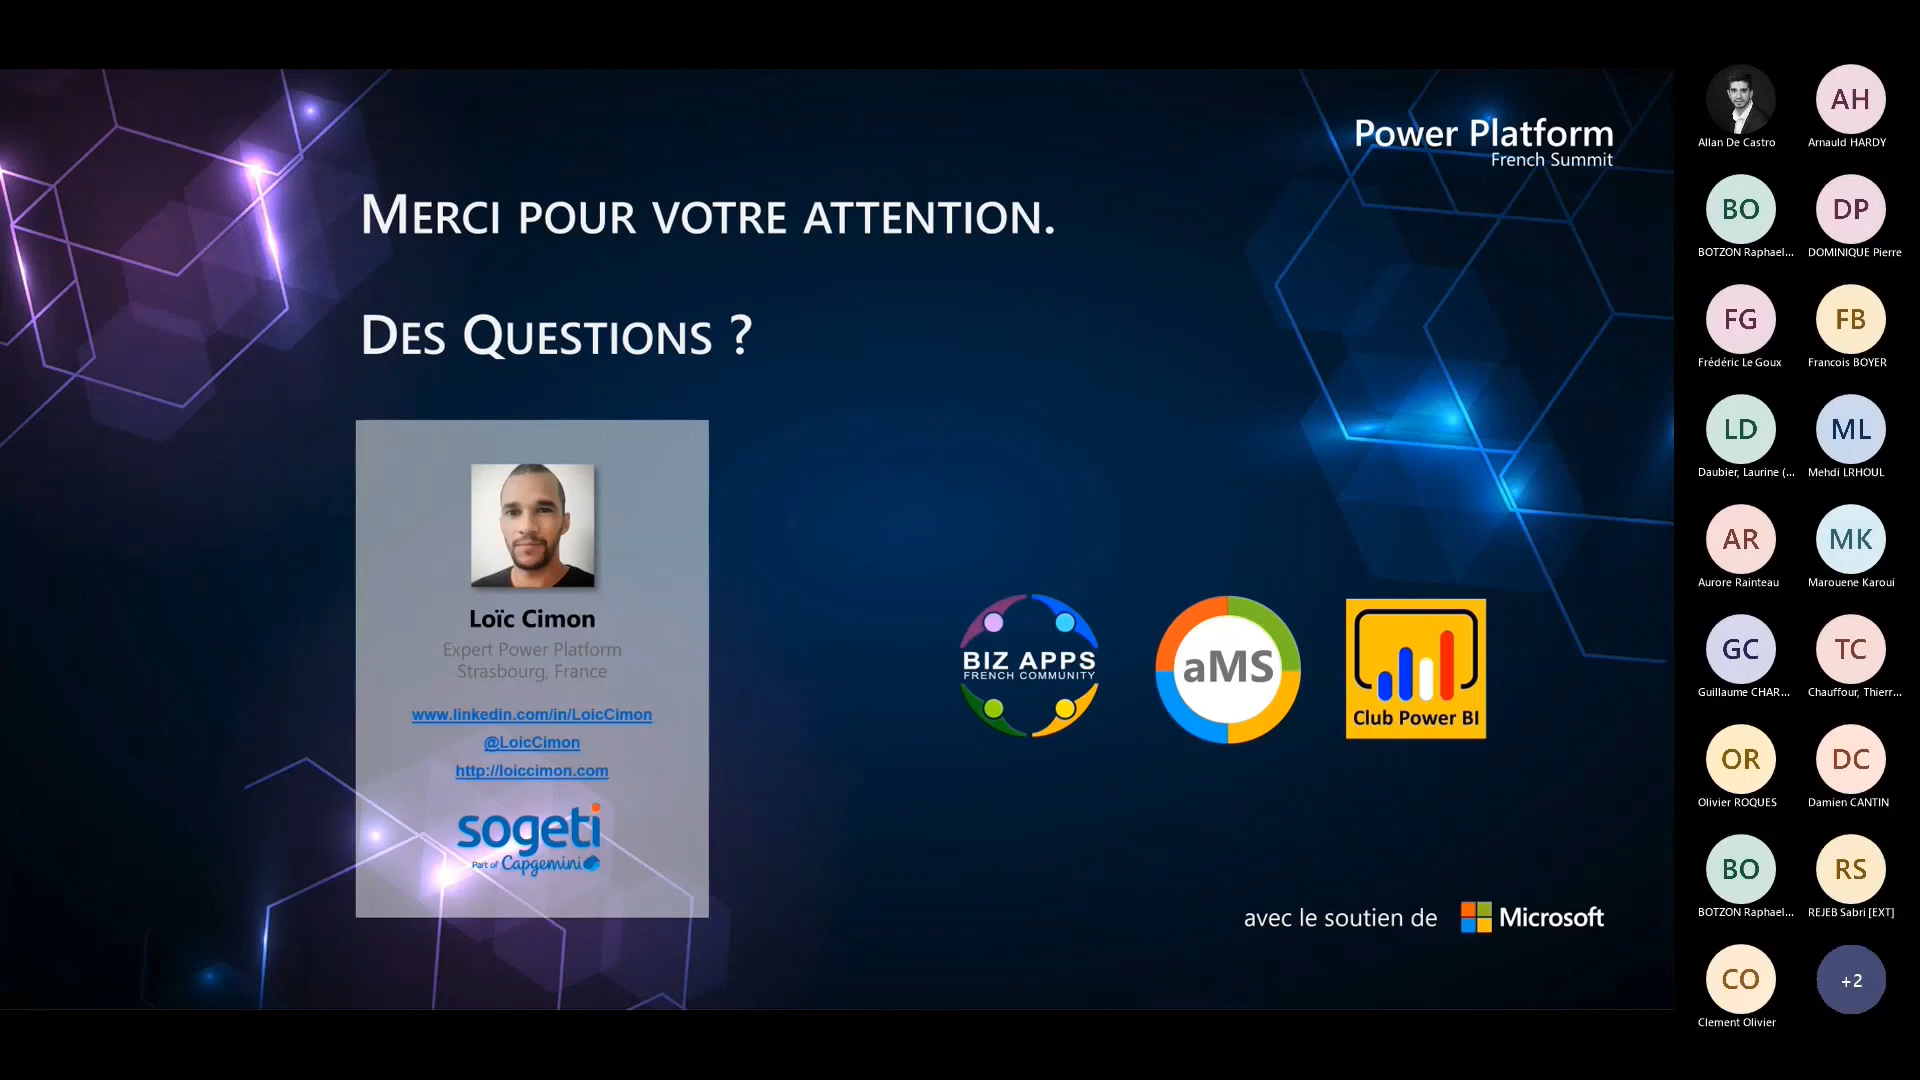 Power Platform
French Summit
MERCI POUR VOTRE ATTENTION.
DES QUESTIONS ?
Loïc Cimon
Expert Power Platform
Strasbourg, France
www.linkedin.com/in/LoicCimon
@LoicCimon
http://loiccimon.com
sogeti
Part of Capgemini
BIZ APPS
FRENCH COMMUNITY
aMS
Club Power BI
avec le soutien de Microsoft
Allan De Castro
AH
Arnauld HARDY
BO
BOTZON Raphael...
DP
DOMINIQUE Pierre
FG
Frédéric Le Goux
FB
Francois BOYER
LD
Daubier, Laurine (...
ML
Mehdi LRHOUL
AR
Aurore Rainteau
MK
Marouene Karoui
GC
Guillaume CHAR...
TC
Chauffour, Thierr...
OR
Olivier ROQUES
DC
Damien CANTIN
BO
BOTZON Raphael...
RS
REJEB Sabri [EXT]
CO
Clement Olivier
+2